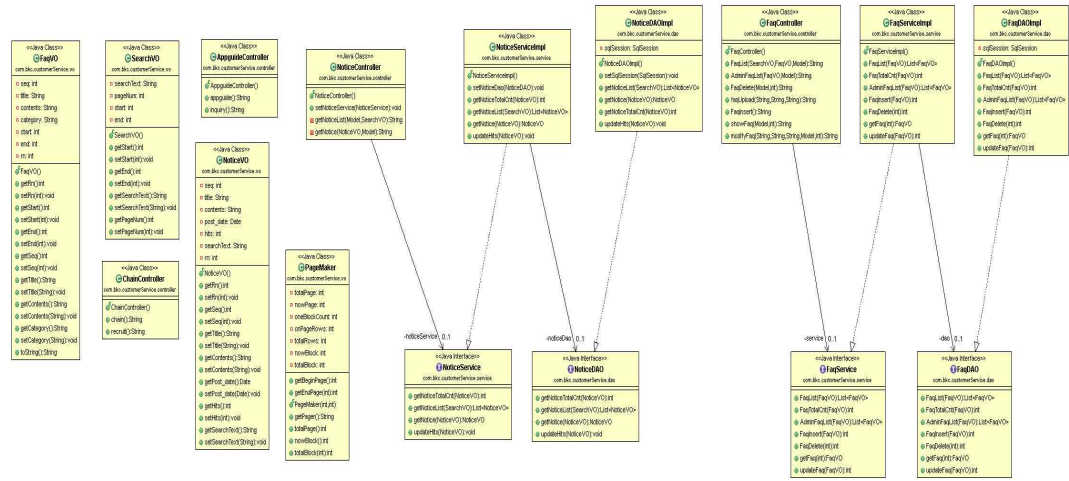 <<Java Class>>
FaqVO
com.bkc.customerService.vo
seq: int
title: String
contents: String
category: String
start: int
end: int
rn: int
FaqVO()
getRn():int
setRn(int):void
getStart():int
setStart(int):void
getEnd():int
setEnd(int):void
getSeq():int
setSeq(int):void
getTitle():String
setTitle(String):void
getContents():String
setContents(String):void
getCategory():String
setCategory(String):void
toString():String
<<Java Class>>
SearchVO
com.bkc.customerService.vo
searchText: String
pageNum: int
start: int
end: int
SearchVO()
getStart():int
setStart(int):void
getEnd():int
setEnd(int):void
getSearchText():String
setSearchText(String):void
getPageNum():int
setPageNum(int):void
<<Java Class>>
ChainController
com.bkc.customerService.controller
ChainController()
chain():String
recruit():String
<<Java Class>>
AppguideController
com.bkc.customerService.controller
AppguideController()
appguide():String
inquiry():String
<<Java Class>>
NoticeVO
com.bkc.customerService.vo
seq: int
title: String
contents: String
post_date: Date
hits: int
searchText: String
rn: int
NoticeVO()
getRn():int
setRn(int):void
getSeq():int
setSeq(int):void
getTitle():String
setTitle(String):void
getContents():String
setContents(String):void
getPost_date():Date
setPost_date(Date):void
getHits():int
setHits(int):void
getSearchText():String
setSearchText(String):void
<<Java Class>>
NoticeController
com.bkc.customerService.controller
NoticeController()
setNoticeService(NoticeService):void
getNoticeList(Model,SearchVO):String
getNotice(NoticeVO,Model):String
<<Java Class>>
PageMaker
com.bkc.customerService.vo
totalPage: int
nowPage: int
oneBlockCount: int
onPageRows: int
totalRows: int
nowBlock: int
totalBlock: int
getBeginPage():int
getEndPage(int):int
PageMaker(int,int)
getPager():String
totalPage():int
nowBlock():int
totalBlock(int):int
<<Java Class>>
NoticeServiceImpl
com.bkc.customerService.service
NoticeServiceImpl()
setNoticeDao(NoticeDAO):void
getNoticeTotalCnt(NoticeVO):int
getNoticeList(SearchVO):List<NoticeVO>
getNotice(NoticeVO):NoticeVO
updateHits(NoticeVO):void
<<Java Class>>
NoticeDAOImpl
com.bkc.customerService.dao
sqlSession: SqlSession
NoticeDAOImpl()
setSqlSession(SqlSession):void
getNoticeList(SearchVO):List<NoticeVO>
getNotice(NoticeVO):NoticeVO
getNoticeTotalCnt(NoticeVO):int
updateHits(NoticeVO):void
-noticeService 0..1
<<Java Interface>>
NoticeService
com.bkc.customerService.service
getNoticeTotalCnt(NoticeVO):int
getNoticeList(SearchVO):List<NoticeVO>
getNotice(NoticeVO):NoticeVO
updateHits(NoticeVO):void
-noticeDao 0..1
<<Java Interface>>
NoticeDAO
com.bkc.customerService.dao
getNoticeTotalCnt(NoticeVO):int
getNoticeList(SearchVO):List<NoticeVO>
getNotice(NoticeVO):NoticeVO
updateHits(NoticeVO):void
<<Java Class>>
FaqController
com.bkc.customerService.controller
FaqController()
FaqList(SearchVO,FaqVO,Model):String
AdminFaqList(FaqVO,Model):String
FaqDelete(Model,int):String
faqUpload(String,String,String):String
FaqInsert():String
showFaq(Model,int):String
modifyFaq(String,String,String,Model,int):String
<<Java Class>>
FaqServiceImpl
com.bkc.customerService.service
FaqServiceImpl()
FaqList(FaqVO):List<FaqVO>
FaqTotalCnt(FaqVO):int
AdminFaqList(FaqVO):List<FaqVO>
FaqInsert(FaqVO):int
FaqDelete(int):int
getFaq(int):FaqVO
updateFaq(FaqVO):int
<<Java Class>>
FaqDAOImpl
com.bkc.customerService.dao
sqlSession: SqlSession
FaqDAOImpl()
FaqList(FaqVO):List<FaqVO>
FaqTotalCnt(FaqVO):int
AdminFaqList(FaqVO):List<FaqVO>
FaqInsert(FaqVO):int
FaqDelete(int):int
getFaq(int):FaqVO
updateFaq(FaqVO):int
-service 0..1
<<Java Interface>>
FaqService
com.bkc.customerService.service
FaqList(FaqVO):List<FaqVO>
FaqTotalCnt(FaqVO):int
AdminFaqList(FaqVO):List<FaqVO>
FaqInsert(FaqVO):int
FaqDelete(int):int
getFaq(int):FaqVO
updateFaq(FaqVO):int
-dao 0..1
<<Java Interface>>
FaqDAO
com.bkc.customerService.dao
FaqList(FaqVO):List<FaqVO>
FaqTotalCnt(FaqVO):int
AdminFaqList(FaqVO):List<FaqVO>
FaqInsert(FaqVO):int
FaqDelete(int):int
getFaq(int):FaqVO
updateFaq(FaqVO):int